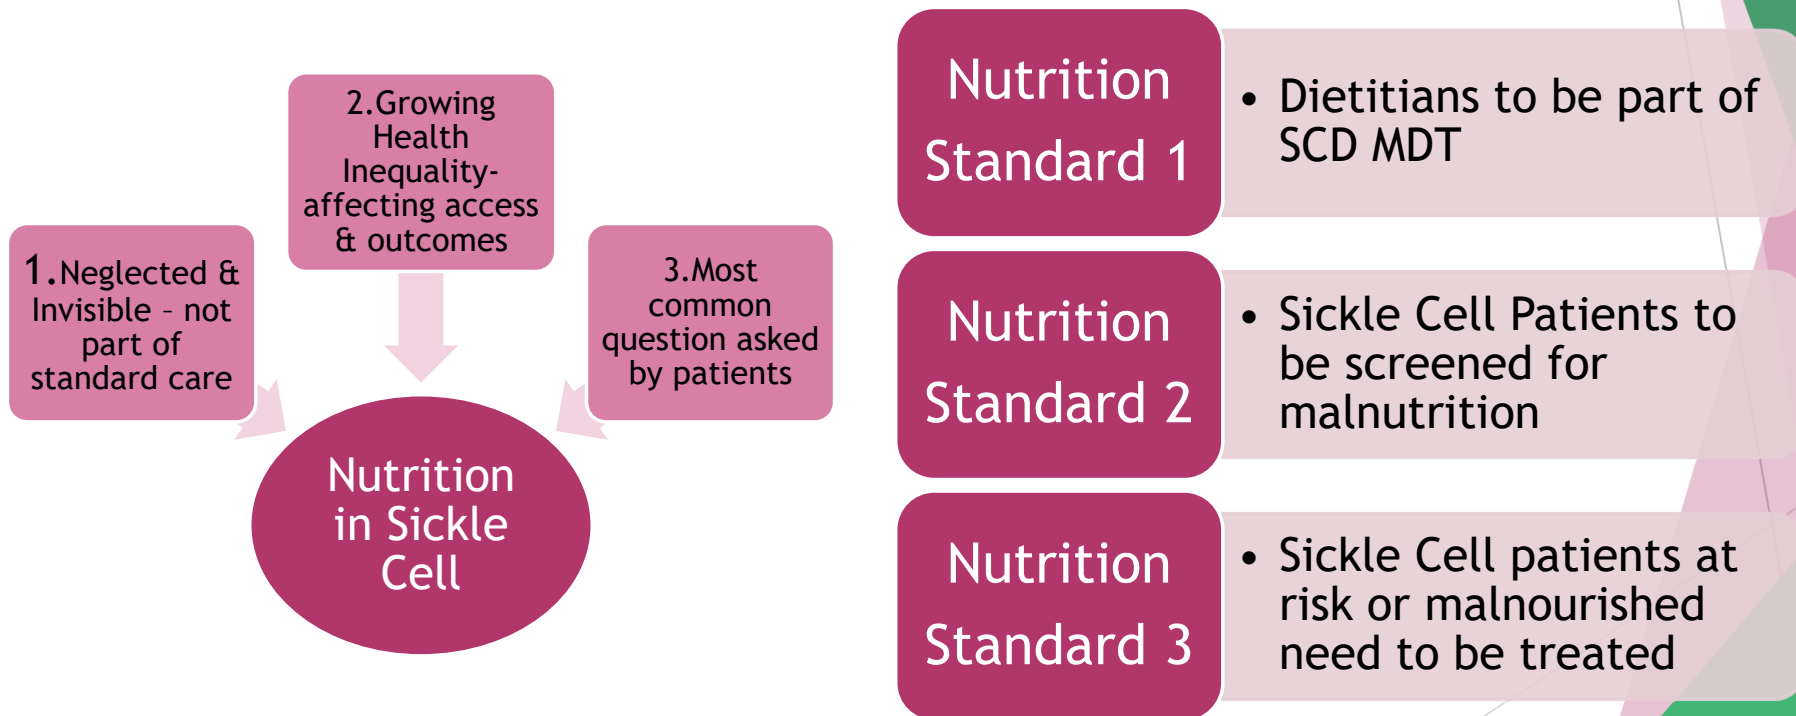 1.Neglected &
Invisible – not
part of
standard care
2.Growing
Health
Inequality-
affecting access
& outcomes
3.Most
common
question asked
by patients
Nutrition
in Sickle
Cell
Nutrition
Standard 1
• Dietitians to be part of
SCD MDT
Nutrition
Standard 2
• Sickle Cell Patients to
be screened for
malnutrition
Nutrition
Standard 3
• Sickle Cell patients at
risk or malnourished
need to be treated